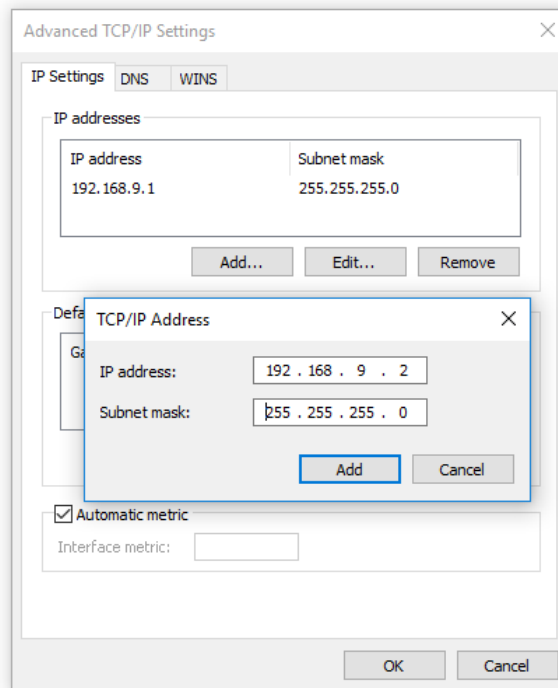 Advanced TCP/IP Settings
IP Settings DNS WINS
IP addresses
IP address Subnet mask
192.168.9.1 255.255.255.0
Add... Edit... Remove
Defa
Ga
TCP/IP Address
IP address: 192 . 168 . 9 . 2
Subnet mask: 255 . 255 . 255 . 0
Add Cancel
Automatic metric
Interface metric:
OK Cancel